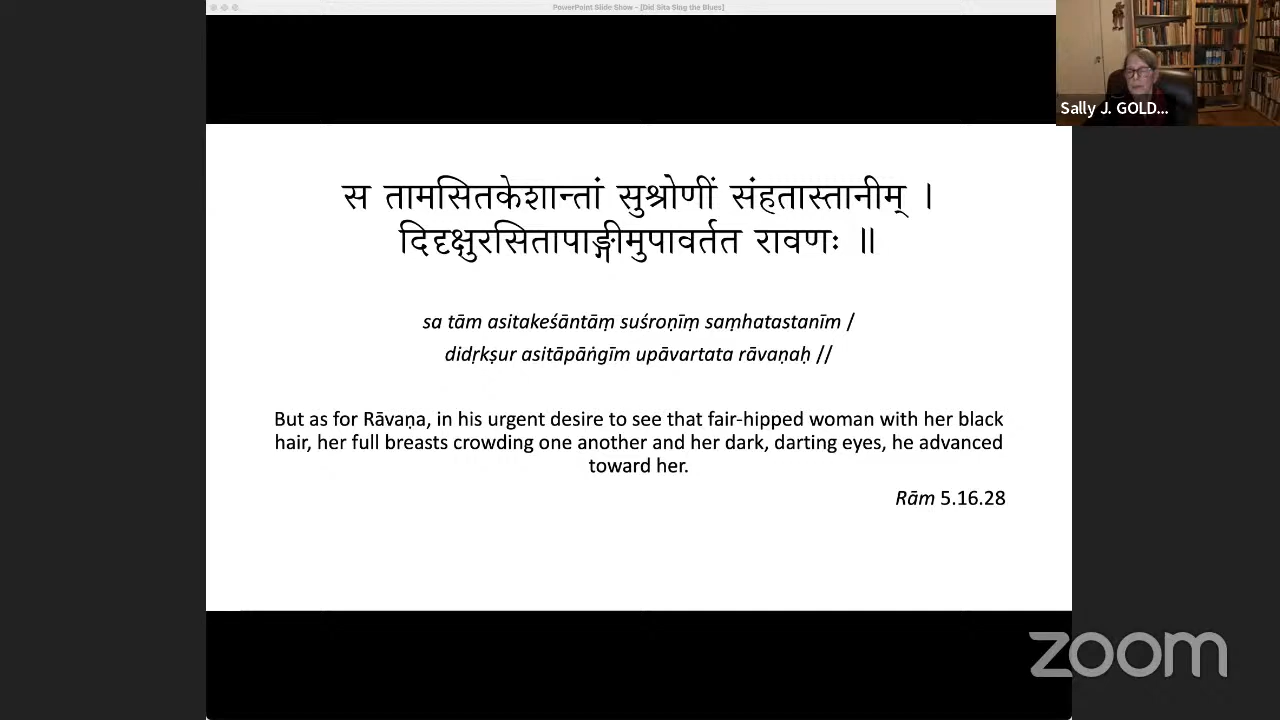 PowerPoint Slide Show - [Did Sita Sing the Blues]
Sally J. GOLD...
स तामसितकेशान्तां सुश्रोणीं संहतास्तानीम् ।
दिदृक्षुरसितापाङ्गीमुपावर्तत रावणः ॥
sa tām asitakeśāntāṃ suśroṇīṃ saṃhatastanīm /
didṛkṣur asitāpāṅgīm upāvartata rāvaṇaḥ //
But as for Rāvaṇa, in his urgent desire to see that fair-hipped woman with her black
hair, her full breasts crowding one another and her dark, darting eyes, he advanced
toward her.
Rām 5.16.28
zoom